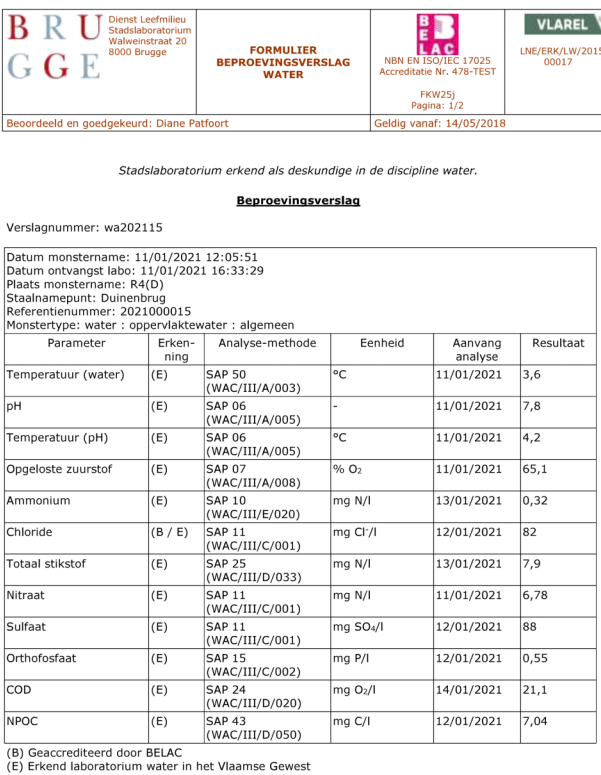 BRU
GGE
Dienst Leefmilieu
Stadslaboratorium
Walweinstraat 20
8000 Brugge
FORMULIER
BEPROEVINGSVERSLAG
WATER
BELAC
NBN EN ISO/IEC 17025
Accreditatie Nr. 478-TEST
FKW25j
Pagina: 1/2
VLAREL
LNE/ERK/LW/2015
00017
Beoordeeld en goedgekeurd: Diane Patfoort
Geldig vanaf: 14/05/2018
Stadslaboratorium erkend als deskundige in de discipline water.
Beproevingsverslag
Verslagnummer: wa202115
Datum monstername: 11/01/2021 12:05:51
Datum ontvangst labo: 11/01/2021 16:33:29
Plaats monstername: R4(D)
Staalnamepunt: Duinenbrug
Referentienummer: 2021000015
Monstertype: water : oppervlaktewater : algemeen
Parameter Erken- Analyse-methode Eenheid Aanvang Resultaat
ning analyse
Temperatuur (water) (E) SAP 50 °C 11/01/2021 3,6
(WAC/III/A/003)
pH (E) SAP 06 - 11/01/2021 7,8
(WAC/III/A/005)
Temperatuur (pH) (E) SAP 06 °C 11/01/2021 4,2
(WAC/III/A/005)
Opgeloste zuurstof (E) SAP 07 % O₂ 11/01/2021 65,1
(WAC/III/A/008)
Ammonium (E) SAP 10 mg N/l 13/01/2021 0,32
(WAC/III/E/020)
Chloride (B / E) SAP 11 mg Cl⁻/l 12/01/2021 82
(WAC/III/C/001)
Totaal stikstof (E) SAP 25 mg N/l 13/01/2021 7,9
(WAC/III/D/033)
Nitraat (E) SAP 11 mg N/l 11/01/2021 6,78
(WAC/III/C/001)
Sulfaat (E) SAP 11 mg SO₄/l 12/01/2021 88
(WAC/III/C/001)
Orthofosfaat (E) SAP 15 mg P/l 12/01/2021 0,55
(WAC/III/C/002)
COD (E) SAP 24 mg O₂/l 14/01/2021 21,1
(WAC/III/D/020)
NPOC (E) SAP 43 mg C/l 12/01/2021 7,04
(WAC/III/D/050)
(B) Geaccrediteerd door BELAC
(E) Erkend laboratorium water in het Vlaamse Gewest